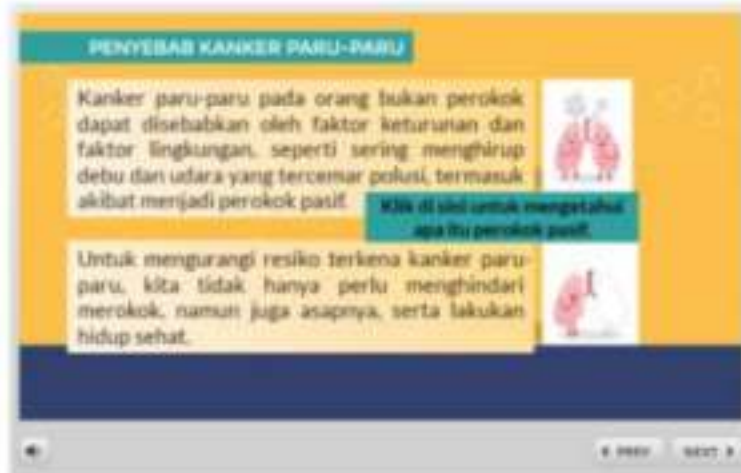 PENYEBAB KANKER PARU-PARU
Kanker paru-paru pada orang bukan perokok
dapat disebabkan oleh faktor keturunan dan
faktor lingkungan, seperti sering menghirup
debu dan udara yang tercemar polusi, termasuk
akibat menjadi perokok pasif.
Klik di sini untuk mengetahui
apa itu perokok pasif.
Untuk mengurangi resiko terkena kanker paru-
paru, kita tidak hanya perlu menghindari
merokok, namun juga asapnya, serta lakukan
hidup sehat.
PREV
NEXT